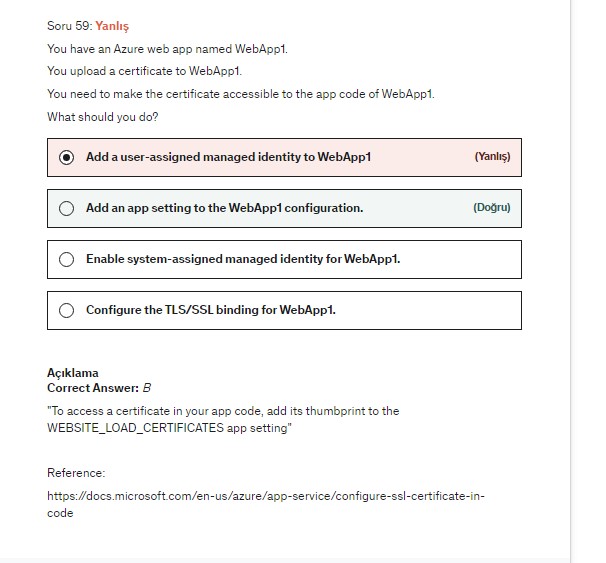 Soru 59: Yanlış
You have an Azure web app named WebApp1.
You upload a certificate to WebApp1.
You need to make the certificate accessible to the app code of WebApp1.
What should you do?
Add a user-assigned managed identity to WebApp1 (Yanlış)
Add an app setting to the WebApp1 configuration. (Doğru)
Enable system-assigned managed identity for WebApp1.
Configure the TLS/SSL binding for WebApp1.
Açıklama
Correct Answer: B
"To access a certificate in your app code, add its thumbprint to the
WEBSITE_LOAD_CERTIFICATES app setting"
Reference:
https://docs.microsoft.com/en-us/azure/app-service/configure-ssl-certificate-in-
code